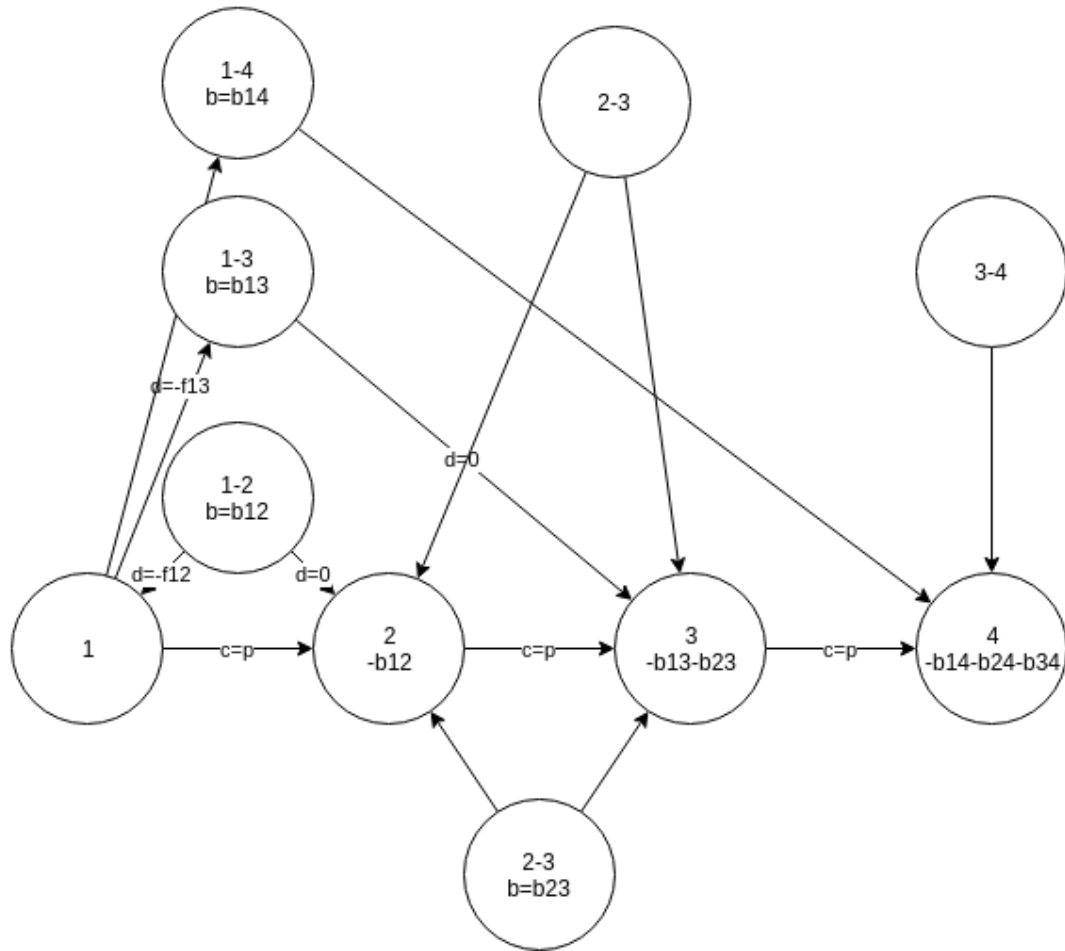 1-4
b=b14
2-3
1-3
b=b13
3-4
d=-f13
d=0
1-2
b=b12
d=-f12
d=0
1
c=p
2
-b12
c=p
3
-b13-b23
c=p
4
-b14-b24-b34
2-3
b=b23